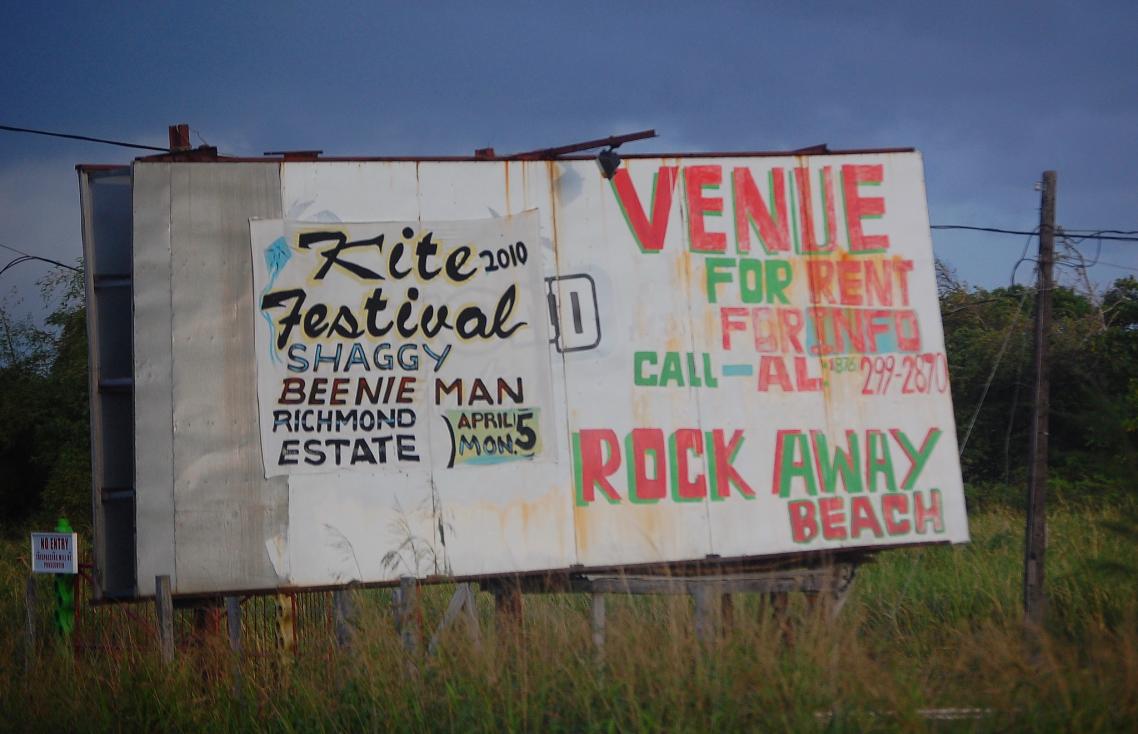 Kite 2010
Festival
SHAGGY
BEENIE MAN
RICHMOND
ESTATE
APRIL 5
MON.
VENUE
FOR RENT
FOR INFO
CALL - AL. 1876 299-2870
ROCK AWAY
BEACH
NO ENTRY